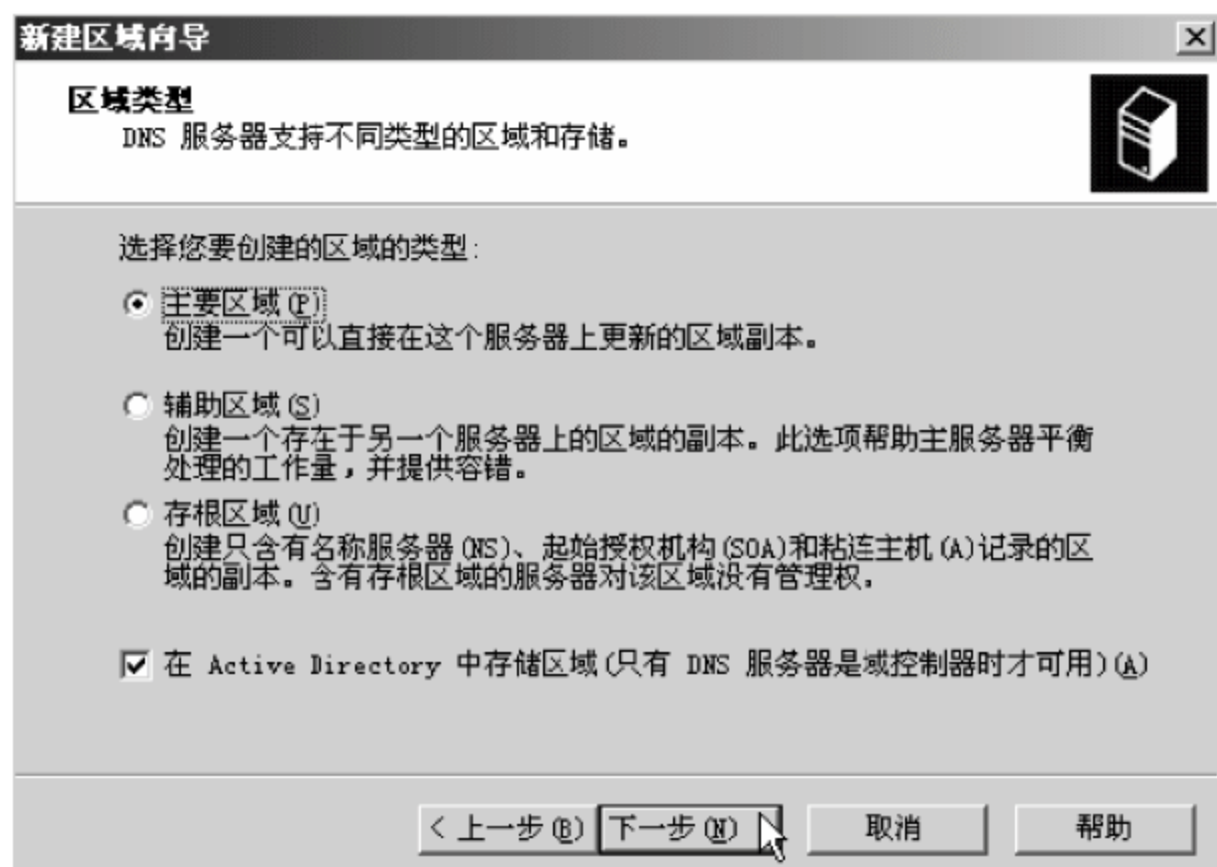 新建区域向导
区域类型
DNS 服务器支持不同类型的区域和存储。
选择您要创建的区域的类型:
主要区域(P)
创建一个可以直接在这个服务器上更新的区域副本。
辅助区域(S)
创建一个存在于另一个服务器上的区域的副本。此选项帮助主服务器平衡
处理的工作量，并提供容错。
存根区域(U)
创建只含有名称服务器(NS)、起始授权机构(SOA)和粘连主机(A)记录的区
域的副本。含有存根区域的服务器对该区域没有管理权。
在 Active Directory 中存储区域(只有 DNS 服务器是域控制器时才可用)(A)
< 上一步(B) 下一步(N) 取消 帮助